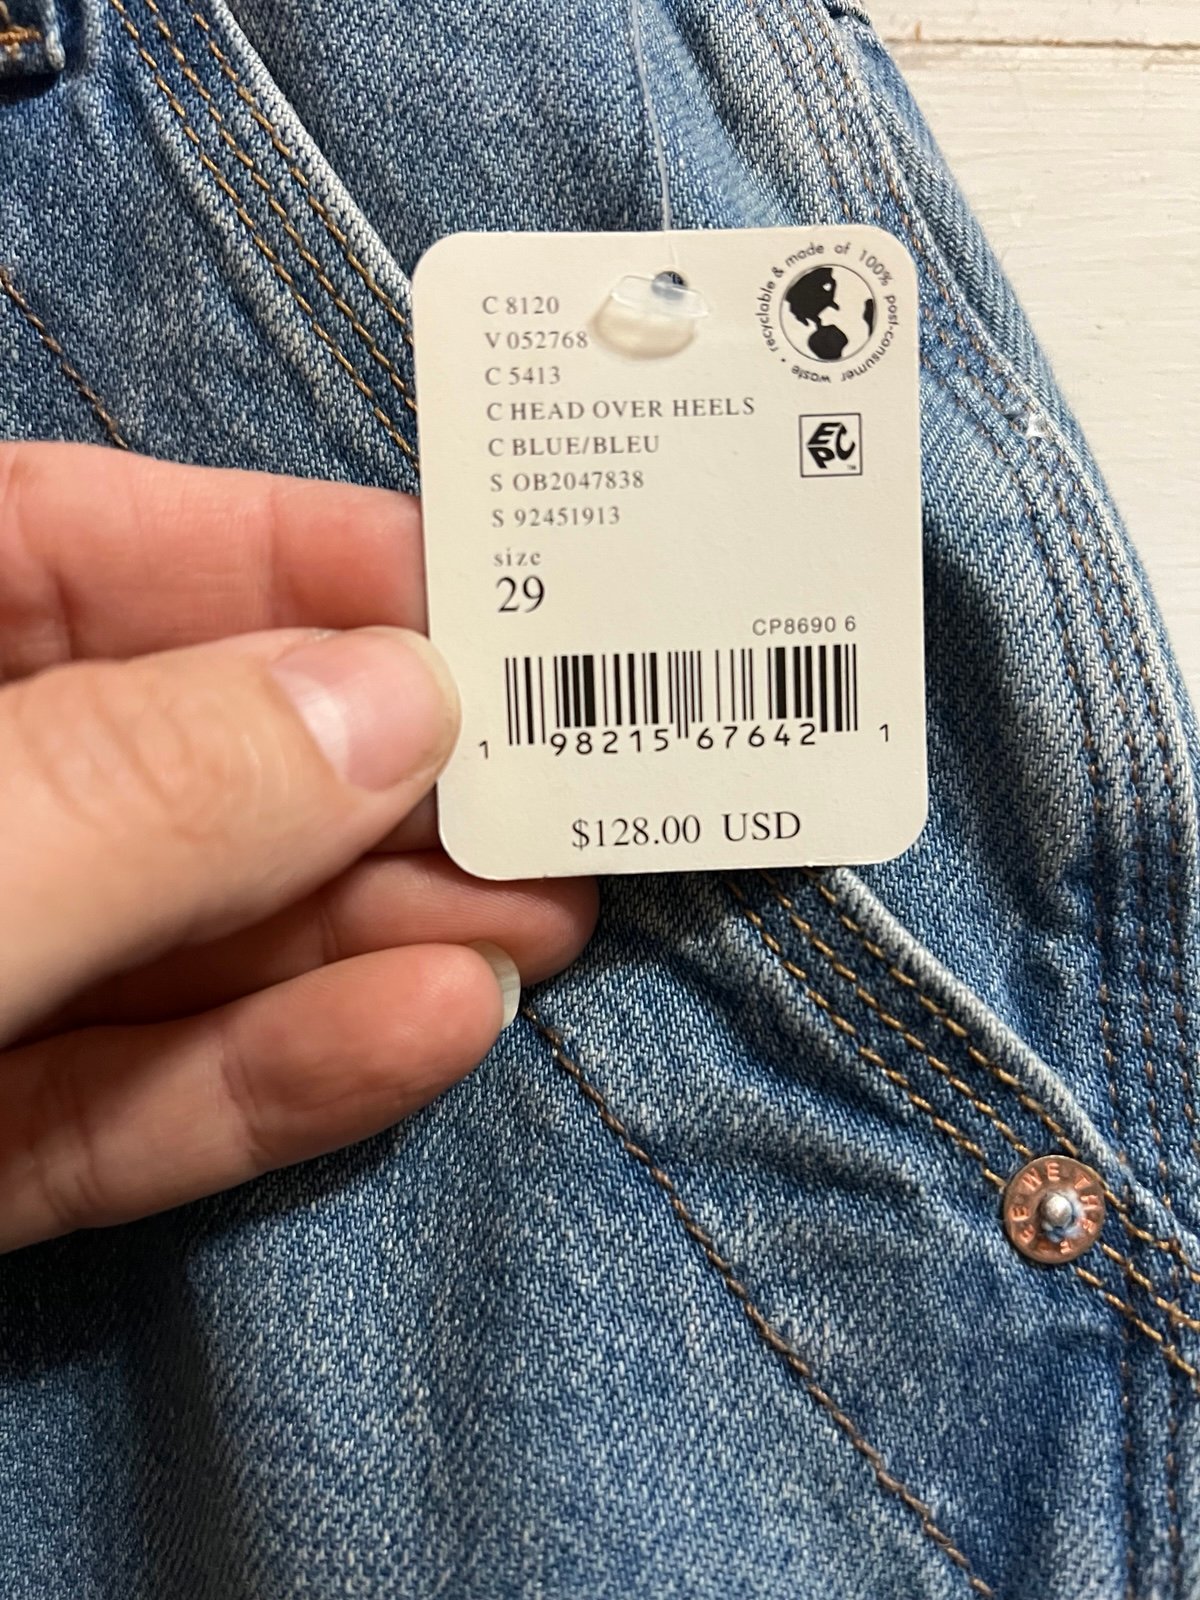 C 8120
V 052768
C 5413
C HEAD OVER HEELS
C BLUE/BLEU
S OB2047838
S 92451913
size
29
recyclable & made of 100% post-consumer waste •
EPC™
CP8690 6
1 98215 67642 1
$128.00 USD
WE THE